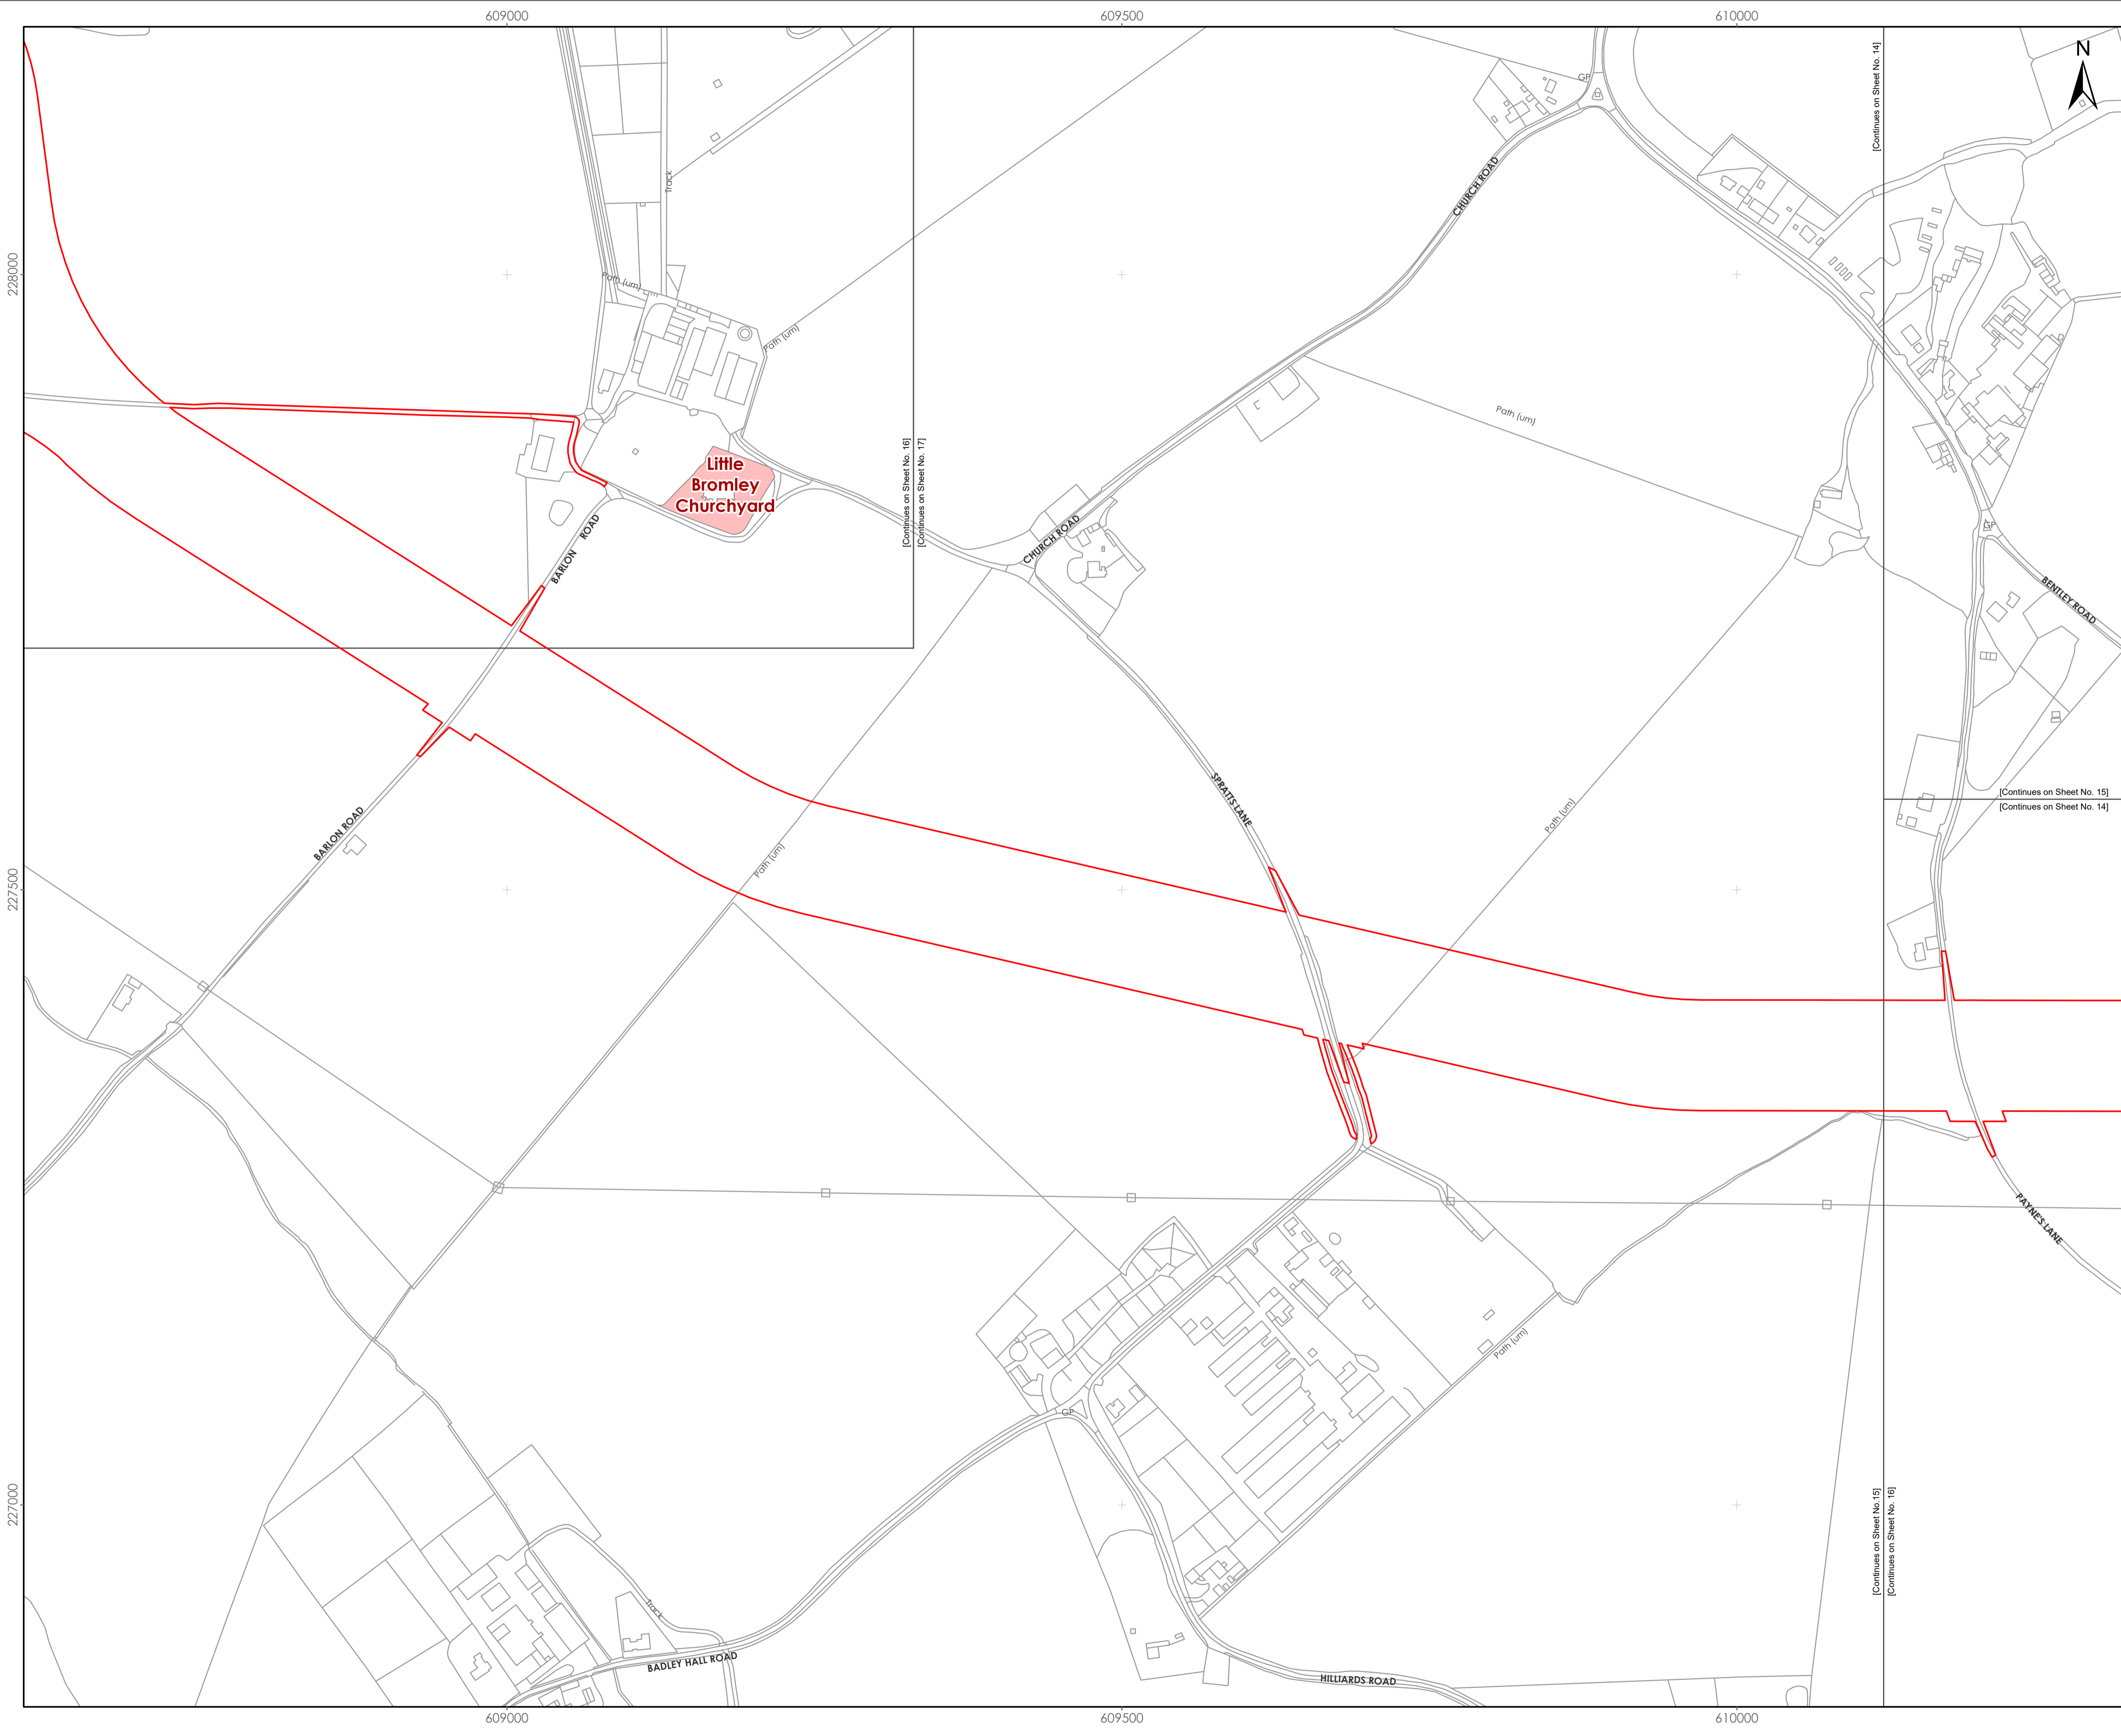 609000
609500
610000
N
[Continues on Sheet No. 14]
GP
CHURCH ROAD
Track
228000
Path (um)
Path (um)
Path (um)
Little
Bromley
Churchyard
[Continues on Sheet No. 16]
[Continues on Sheet No. 17]
BARLON ROAD
CHURCH ROAD
GP
BENTLEY ROAD
SPRATTS LANE
[Continues on Sheet No. 15]
[Continues on Sheet No. 14]
BARLON ROAD
Path (um)
Path (um)
227500
PAYNE'S LANE
Path (um)
GP
227000
[Continues on Sheet No.15]
[Continues on Sheet No. 16]
Track
BADLEY HALL ROAD
HILLIARDS ROAD
609000
609500
610000